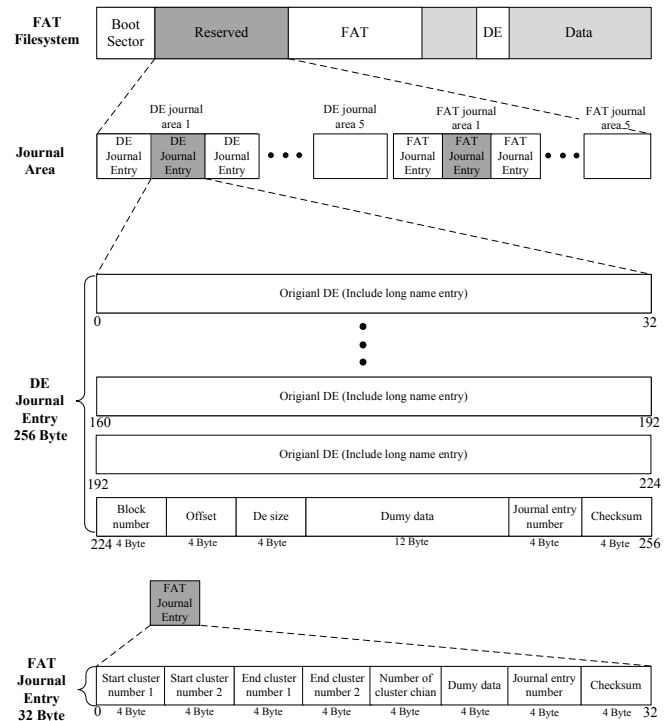 FAT
Filesystem
Boot
Sector
Reserved
FAT
DE
Data
DE journal
area 1
DE journal
area 5
FAT journal
area 1
FAT journal
area 5
Journal
Area
DE
Journal
Entry
DE
Journal
Entry
DE
Journal
Entry
FAT
Journal
Entry
FAT
Journal
Entry
FAT
Journal
Entry
Origianl DE (Include long name entry)
0 32
Origianl DE (Include long name entry)
160 192
DE
Journal
Entry
256 Byte
Origianl DE (Include long name entry)
192 224
Block
number
Offset
De size
Dumy data
Journal entry
number
Checksum
224 4 Byte 4 Byte 4 Byte 12 Byte 4 Byte 4 Byte 256
FAT
Journal
Entry
FAT
Journal
Entry
32 Byte
Start cluster
number 1
Start cluster
number 2
End cluster
number 1
End cluster
number 2
Number of
cluster chian
Dumy data
Journal entry
number
Checksum
0 4 Byte 4 Byte 4 Byte 4 Byte 4 Byte 4 Byte 4 Byte 4 Byte 32